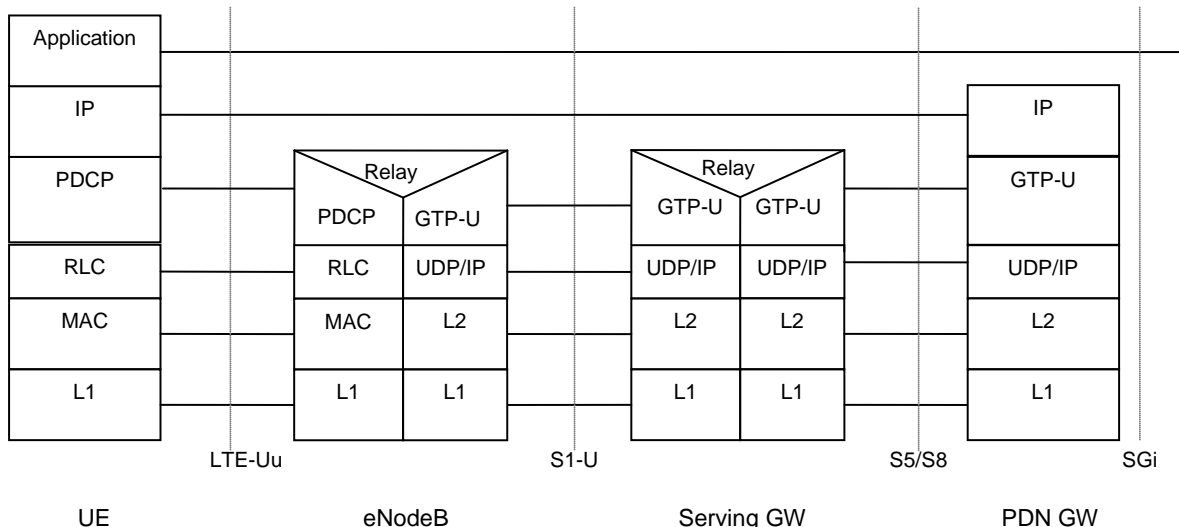 Application
IP
IP
PDCP
Relay
Relay
GTP-U
PDCP
GTP-U
GTP-U
GTP-U
RLC
RLC
UDP/IP
UDP/IP
UDP/IP
UDP/IP
MAC
MAC
L2
L2
L2
L2
L1
L1
L1
L1
L1
L1
LTE-Uu
S1-U
S5/S8
SGi
UE
eNodeB
Serving GW
PDN GW